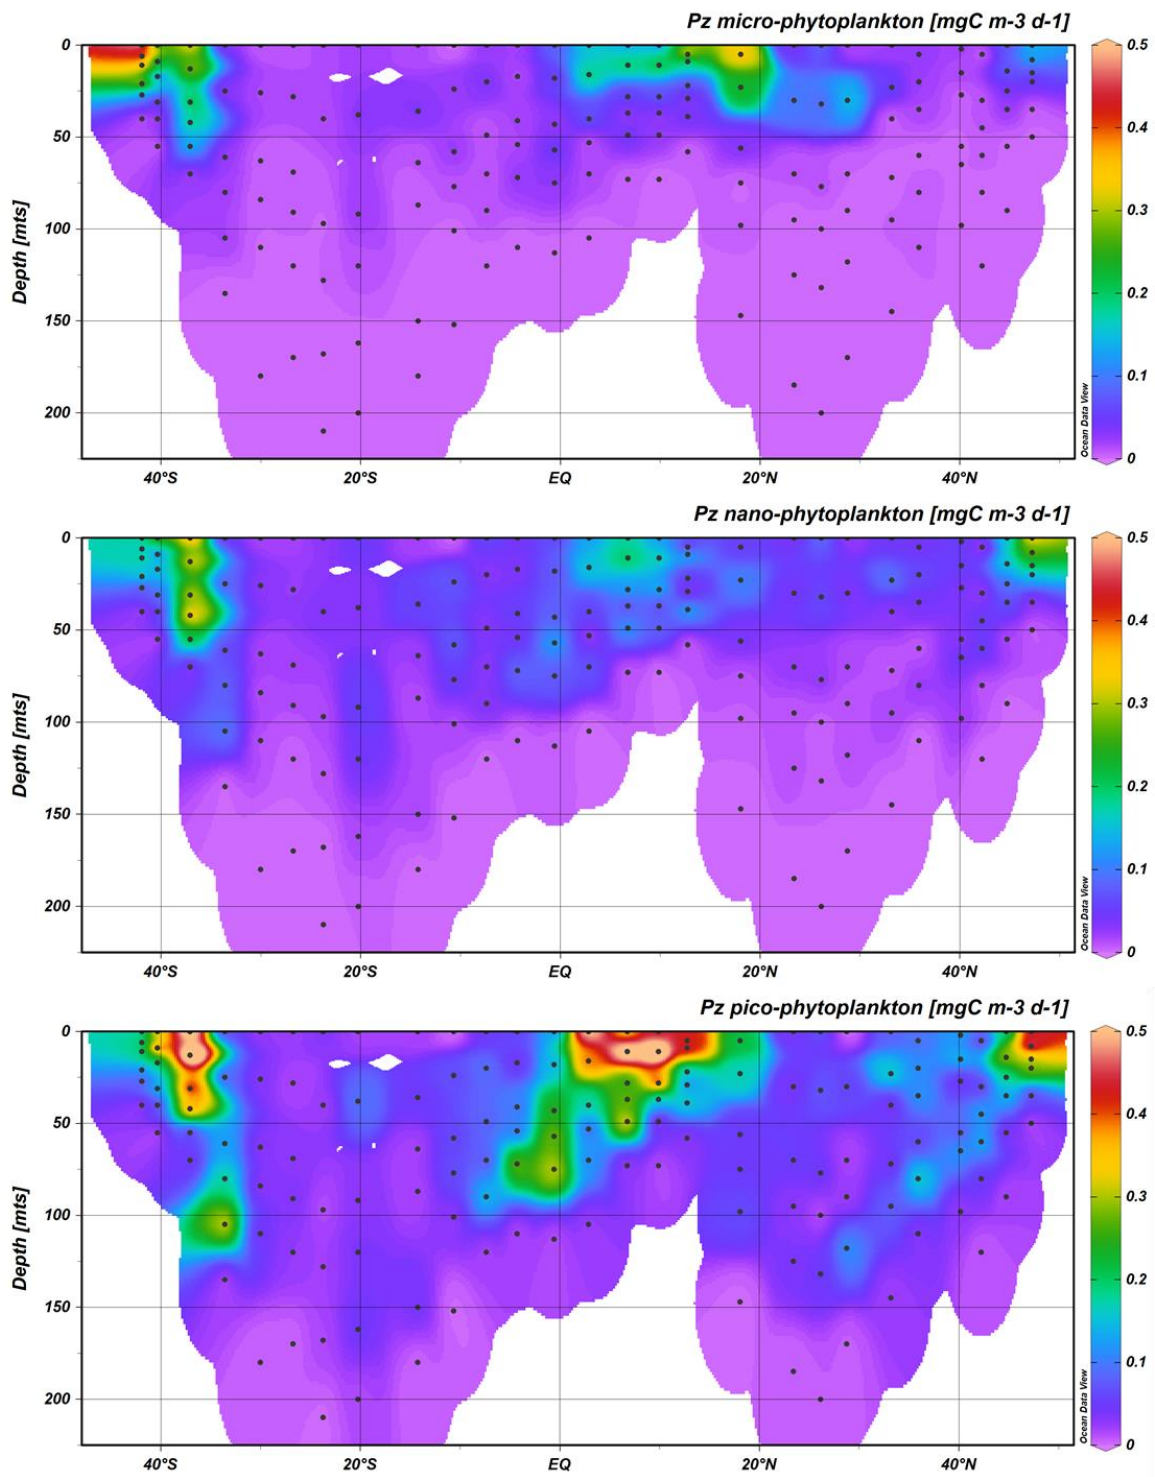 Pz micro-phytoplankton [mgC m-3 d-1]
0
50
100
150
200
Depth [mts]
40°S
20°S
EQ
20°N
40°N
0.5
0.4
0.3
0.2
0.1
0
Ocean Data View
Pz nano-phytoplankton [mgC m-3 d-1]
0
50
100
150
200
Depth [mts]
40°S
20°S
EQ
20°N
40°N
0.5
0.4
0.3
0.2
0.1
0
Ocean Data View
Pz pico-phytoplankton [mgC m-3 d-1]
0
50
100
150
200
Depth [mts]
40°S
20°S
EQ
20°N
40°N
0.5
0.4
0.3
0.2
0.1
0
Ocean Data View